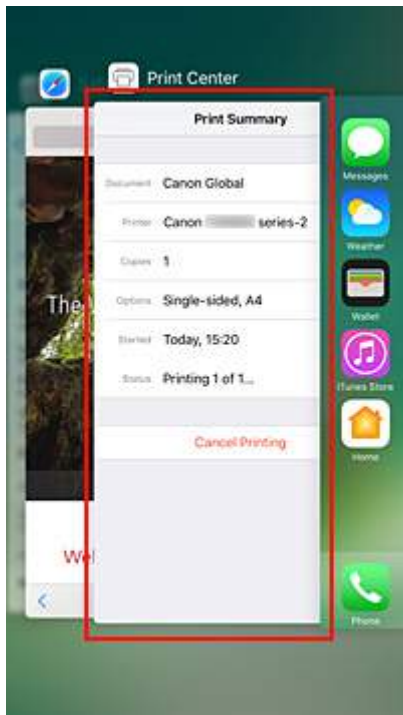 Print Center
Print Summary
Document Canon Global
Printer Canon series-2
Copies 1
Options Single-sided, A4
Started Today, 15:20
Status Printing 1 of 1...
Cancel Printing
The
Wel
Messages
Weather
Wallet
iTunes Store
Home
Phone